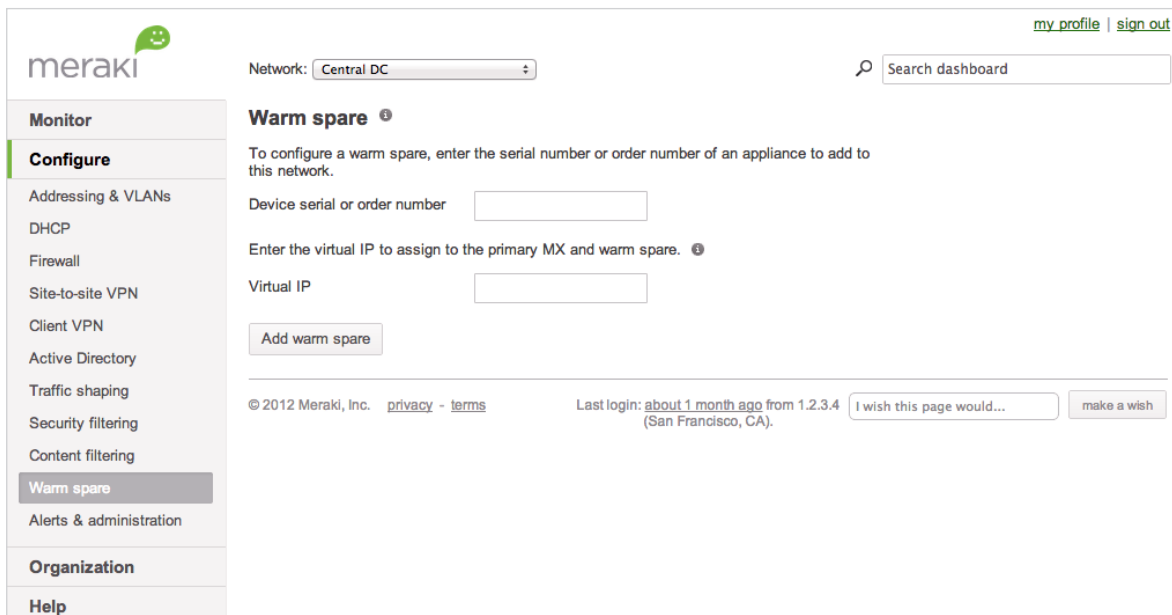 my profile | sign out
meraki
Network: Central DC
Search dashboard
Monitor
Configure
Addressing & VLANs
DHCP
Firewall
Site-to-site VPN
Client VPN
Active Directory
Traffic shaping
Security filtering
Content filtering
Warm spare
Alerts & administration
Organization
Help
Warm spare
To configure a warm spare, enter the serial number or order number of an appliance to add to
this network.
Device serial or order number
Enter the virtual IP to assign to the primary MX and warm spare.
Virtual IP
Add warm spare
© 2012 Meraki, Inc. privacy - terms
Last login: about 1 month ago from 1.2.3.4
(San Francisco, CA).
I wish this page would...
make a wish